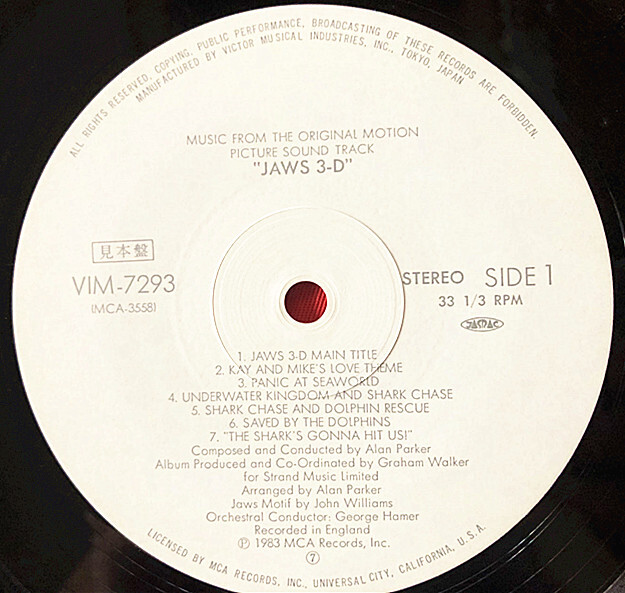 ALL RIGHTS RESERVED, COPYING, PUBLIC PERFORMANCE, BROADCASTING OF THESE RECORDS ARE FORBIDDEN.
MANUFACTURED BY VICTOR MUSICAL INDUSTRIES, INC., TOKYO, JAPAN
MUSIC FROM THE ORIGINAL MOTION
PICTURE SOUND TRACK
"JAWS 3-D"
見本盤
VIM-7293
(MCA-3558)
STEREO SIDE 1
33 1/3 RPM
JASRAC
1. JAWS 3-D MAIN TITLE
2. KAY AND MIKE'S LOVE THEME
3. PANIC AT SEAWORLD
4. UNDERWATER KINGDOM AND SHARK CHASE
5. SHARK CHASE AND DOLPHIN RESCUE
6. SAVED BY THE DOLPHINS
7. "THE SHARK'S GONNA HIT US!"
Composed and Conducted by Alan Parker
Album Produced and Co-Ordinated by Graham Walker
for Strand Music Limited
Arranged by Alan Parker
Jaws Motif by John Williams
Orchestral Conductor: George Hamer
Recorded in England
Ⓟ 1983 MCA Records, Inc.
⑦
LICENSED BY MCA RECORDS, INC., UNIVERSAL CITY, CALIFORNIA, U.S.A.